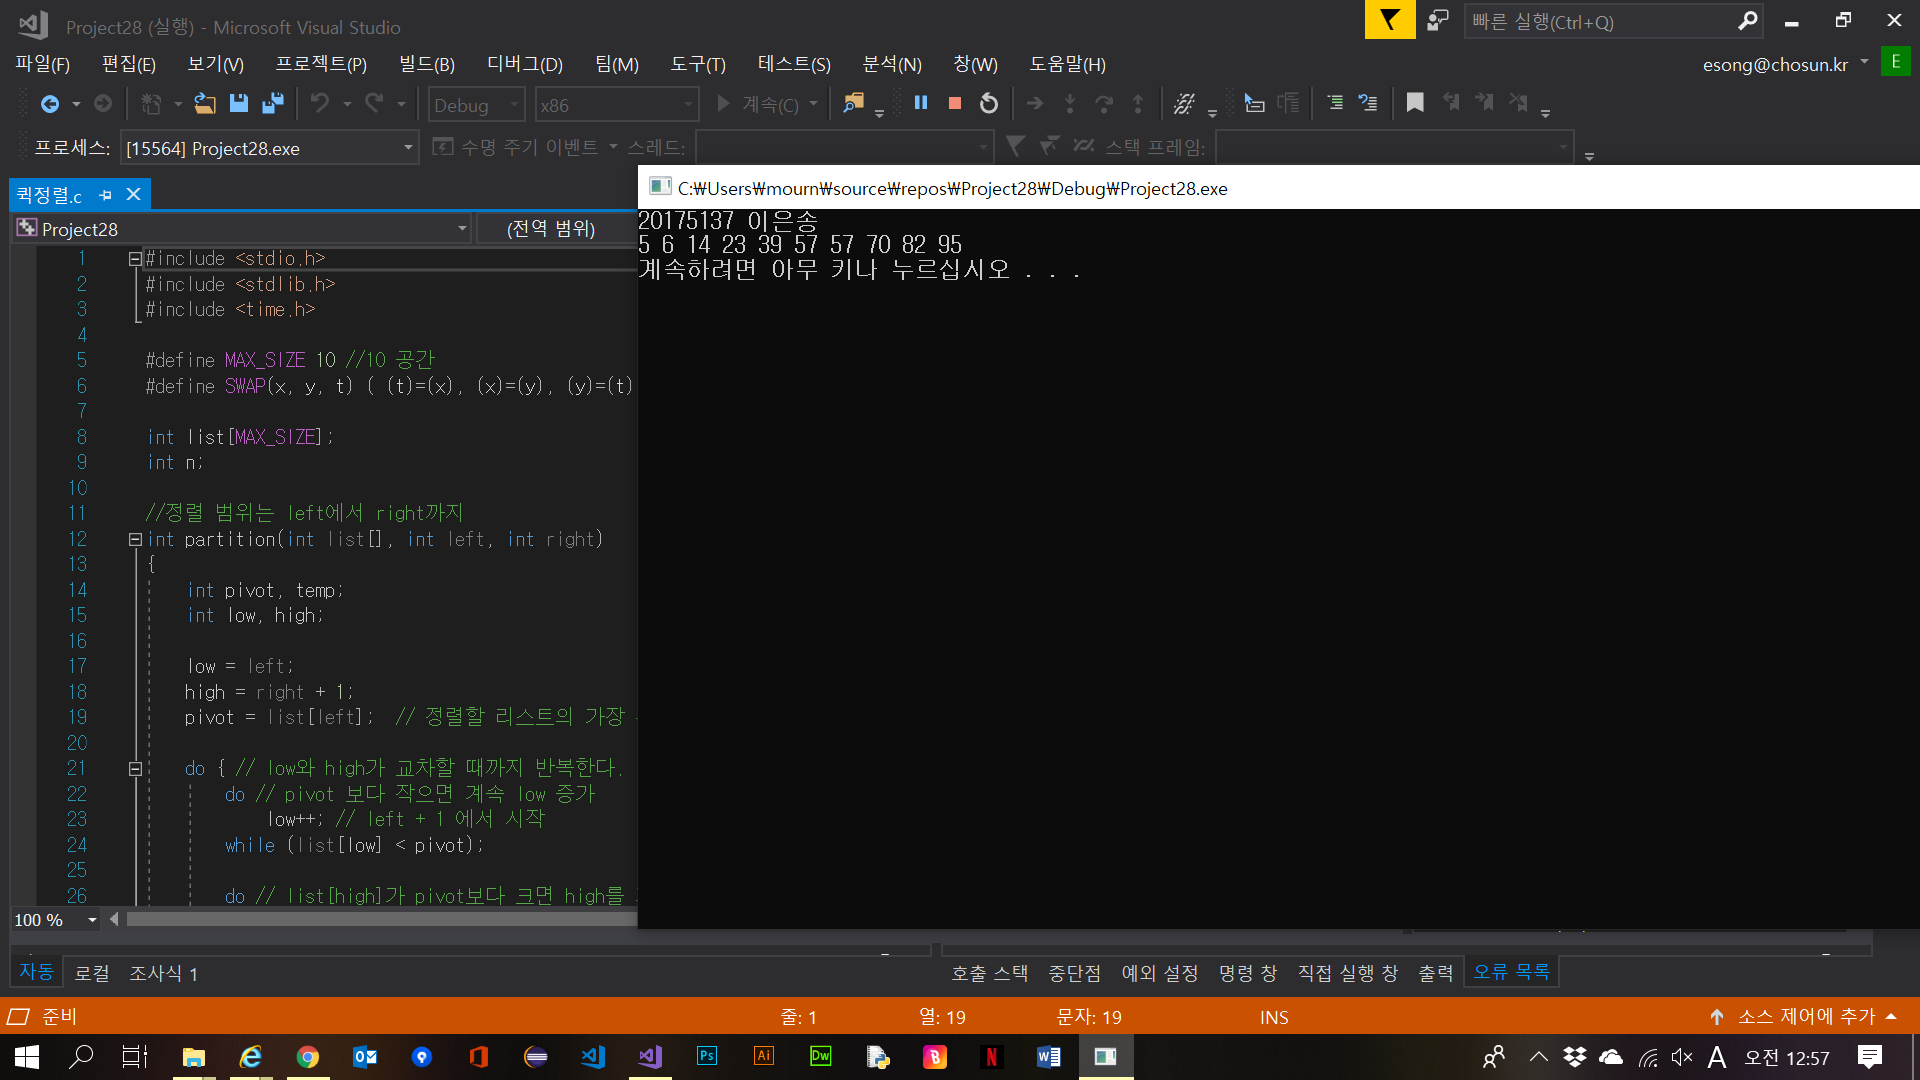 Project28 (실행) - Microsoft Visual Studio
빠른 실행(Ctrl+Q)
파일(F) 편집(E) 보기(V) 프로젝트(P) 빌드(B) 디버그(D) 팀(M) 도구(T) 테스트(S) 분석(N) 창(W) 도움말(H)
esong@chosun.kr E
Debug x86 계속(C)
프로세스: [15564] Project28.exe 수명 주기 이벤트 스레드: 스택 프레임:
퀵정렬.c
Project28 (전역 범위)
1 #include <stdio.h>
2 #include <stdlib.h>
3 #include <time.h>
4
5 #define MAX_SIZE 10 //10 공간
6 #define SWAP(x, y, t) ( (t)=(x), (x)=(y), (y)=(t)
7
8 int list[MAX_SIZE];
9 int n;
10
11 //정렬 범위는 left에서 right까지
12 int partition(int list[], int left, int right)
13 {
14 int pivot, temp;
15 int low, high;
16
17 low = left;
18 high = right + 1;
19 pivot = list[left]; // 정렬할 리스트의 가장
20
21 do { // low와 high가 교차할 때까지 반복한다.
22 do // pivot 보다 작으면 계속 low 증가
23 low++; // left + 1 에서 시작
24 while (list[low] < pivot);
25
26 do // list[high]가 pivot보다 크면 high를
100 %
C:₩Users₩mourn₩source₩repos₩Project28₩Debug₩Project28.exe
20175137 이은송
5 6 14 23 39 57 57 70 82 95
계속하려면 아무 키나 누르십시오 . . .
자동 로컬 조사식 1
호출 스택 중단점 예외 설정 명령 창 직접 실행 창 출력 오류 목록
준비 줄: 1 열: 19 문자: 19 INS 소스 제어에 추가
Ps Ai Dw A 오전 12:57